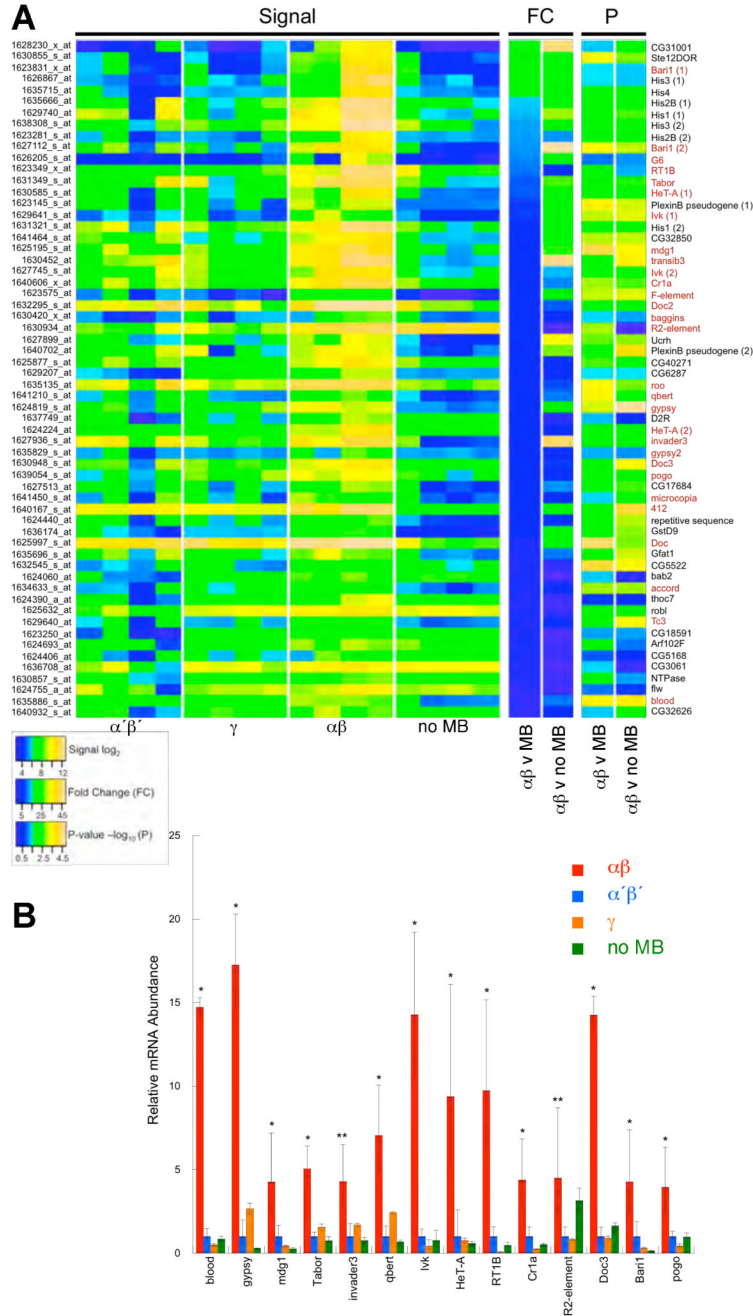 A
Signal FC P
1628230_x_at CG31001
1630855_s_at Ste12DOR
1623831_x_at Bari1 (1)
1626867_at His3 (1)
1635715_at His4
1635666_at His2B (1)
1629740_at His1 (1)
1638308_s_at His3 (2)
1623281_s_at His2B (2)
1627112_s_at Bari1 (2)
1626205_s_at G6
1623349_x_at RT1B
1631349_s_at Tabor
1630585_s_at HeT-A (1)
1623145_s_at PlexinB pseudogene (1)
1629641_s_at Ivk (1)
1631321_s_at His1 (2)
1641464_s_at CG32850
1625195_s_at mdg1
1630452_at transib3
1627745_s_at Ivk (2)
1640606_x_at Cr1a
1623575_at F-element
1632295_s_at Doc2
1630420_x_at baggins
1630934_at R2-element
1627899_at Ucrh
1640702_at PlexinB pseudogene (2)
1625877_s_at CG40271
1629207_at CG6287
1635135_at roo
1641210_s_at qbert
1624819_s_at gypsy
1637749_at D2R
1624224_at HeT-A (2)
1627936_s_at invader3
1635829_s_at gypsy2
1630948_s_at Doc3
1639054_s_at pogo
1627513_at CG17684
1641450_s_at microcopia
1640167_s_at 412
1624440_at repetitive sequence
1636174_at GstD9
1625997_s_at Doc
1635696_s_at Gfat1
1632545_s_at CG5522
1624060_at bab2
1634633_s_at accord
1624390_a_at thoc7
1625632_at robl
1629640_at Tc3
1623250_at CG18591
1624693_at Arf102F
1624406_at CG5168
1636708_at CG3061
1630857_s_at NTPase
1624755_a_at flw
1635886_s_at blood
1640932_s_at CG32626
α´β´ γ αβ no MB αβ v MB αβ v no MB αβ v MB αβ v no MB
Signal log2
4 8 12
Fold Change (FC)
5 25 45
P-value –log10 (P)
0.5 2.5 4.5
B
αβ
α´β´
γ
no MB
Relative mRNA Abundance
25
20
15
10
5
0
* * * * ** * * * * * ** * * *
blood gypsy mdg1 Tabor invader3 qbert Ivk HeT-A RT1B Cr1a R2-element Doc3 Bari1 pogo